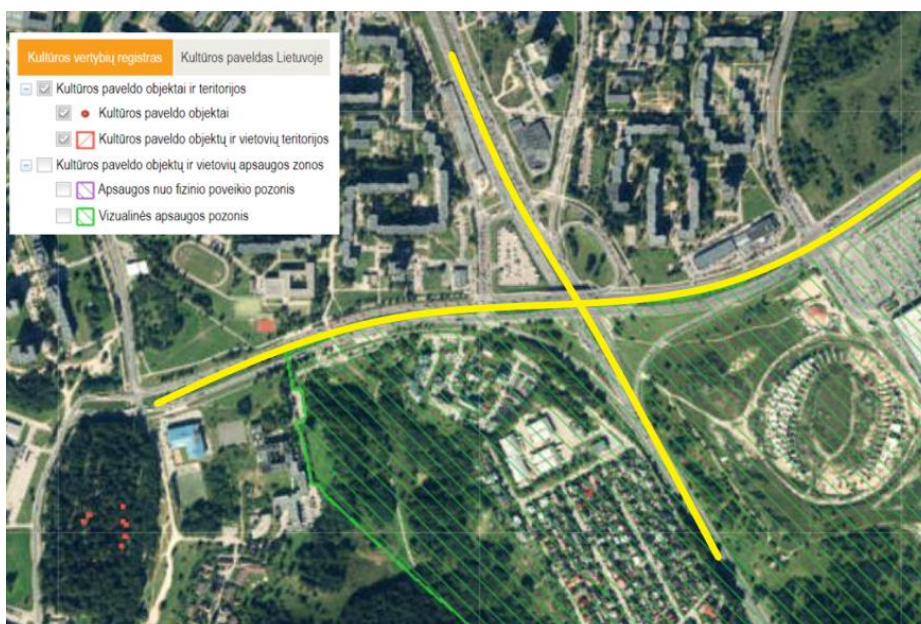 Kultūros vertybių registras
Kultūros paveldas Lietuvoje
Kultūros paveldo objektai ir teritorijos
Kultūros paveldo objektai
Kultūros paveldo objektų ir vietovių teritorijos
Kultūros paveldo objektų ir vietovių apsaugos zonos
Apsaugos nuo fizinio poveikio pozonis
Vizualinės apsaugos pozonis